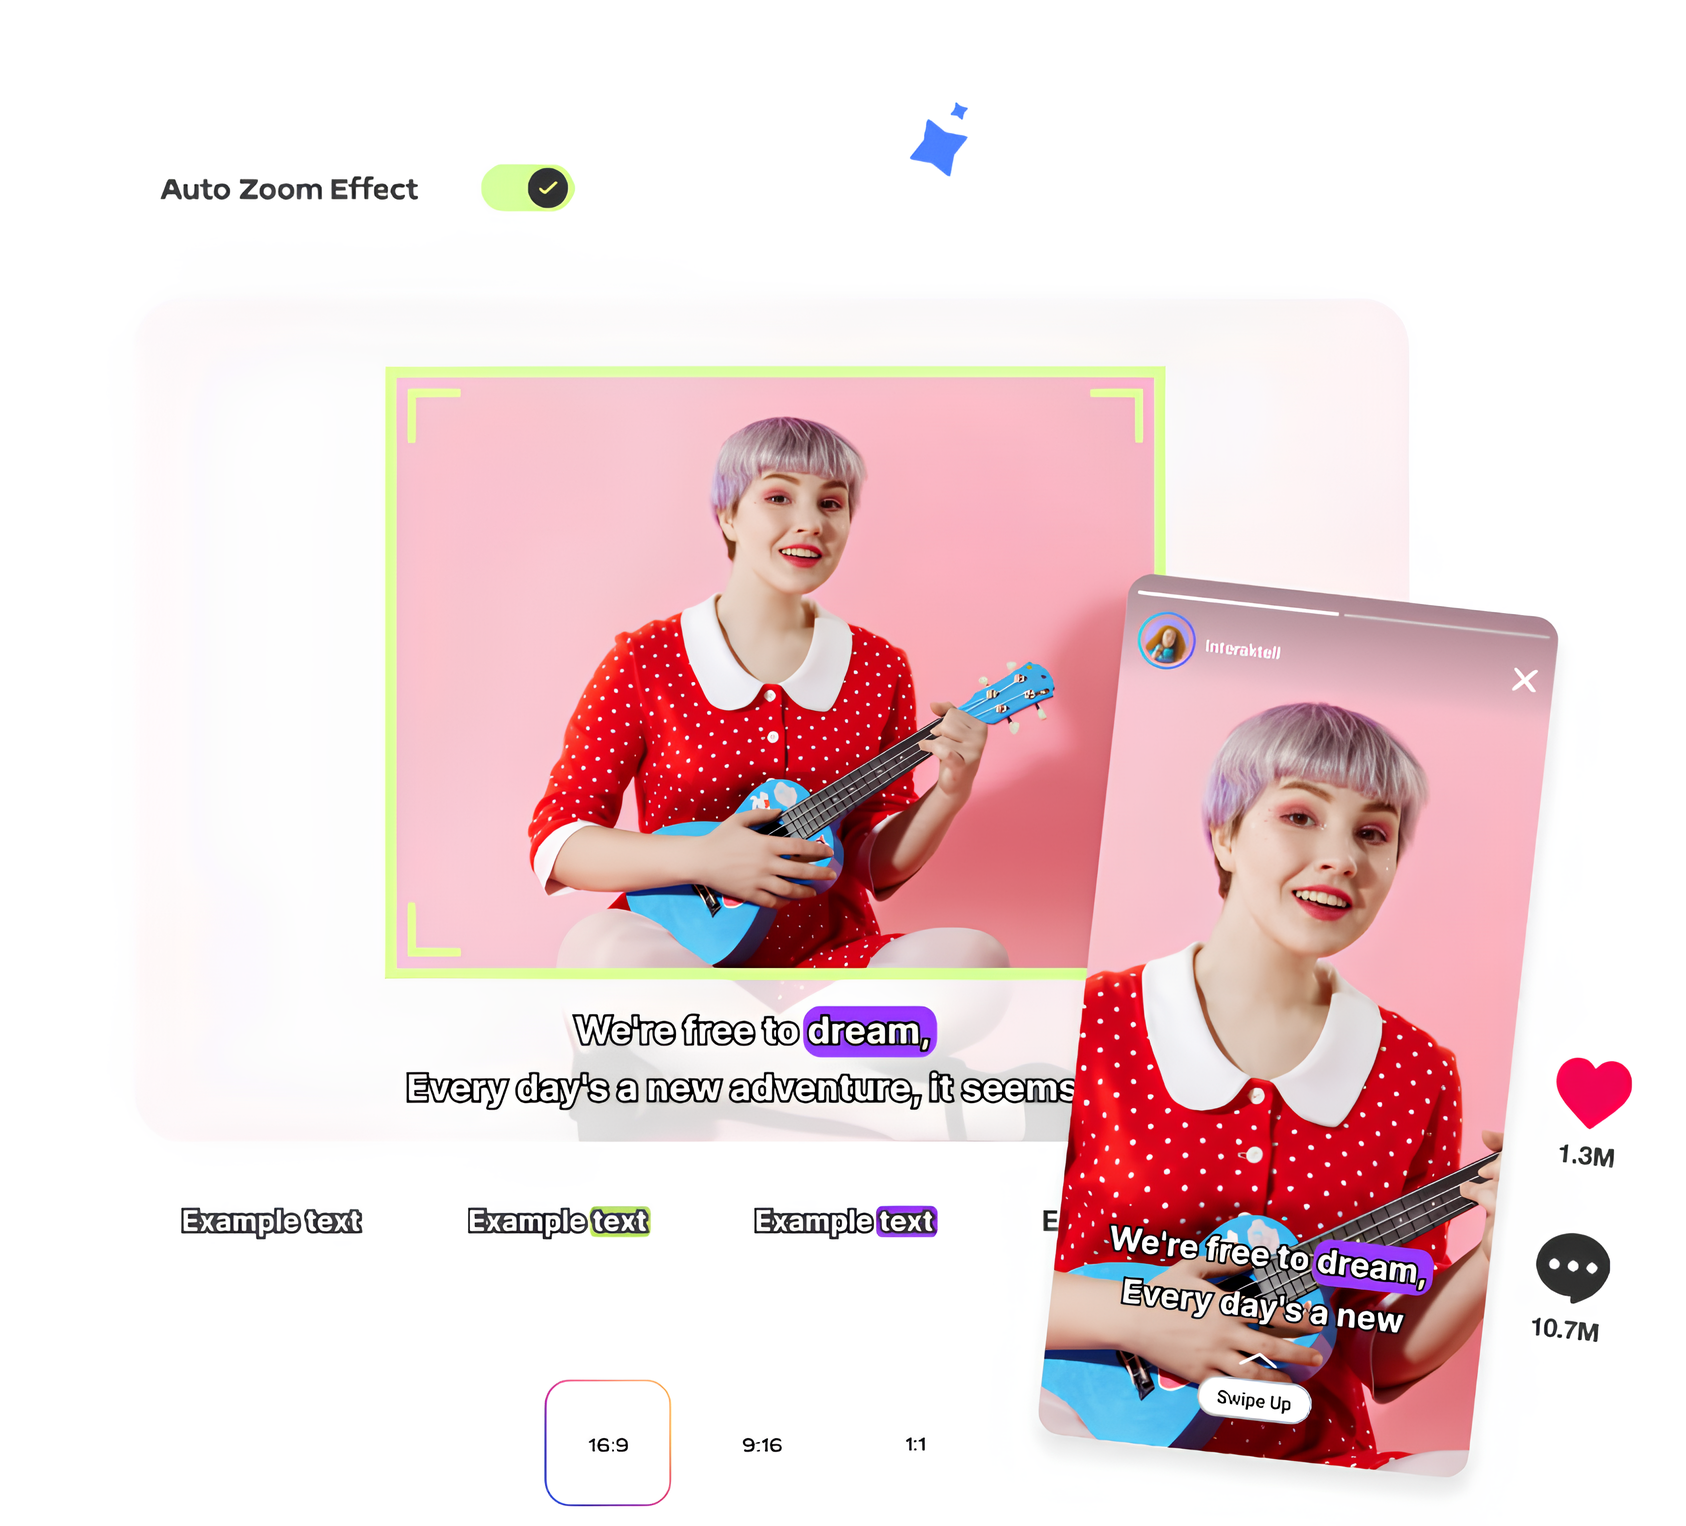 Auto Zoom Effect
We're free to dream,
Every day's a new adventure, it seems
Example text
Example text
Example text
E
16:9
9:16
1:1
Interaktell
We're free to dream,
Every day's a new
Swipe Up
1.3M
10.7M